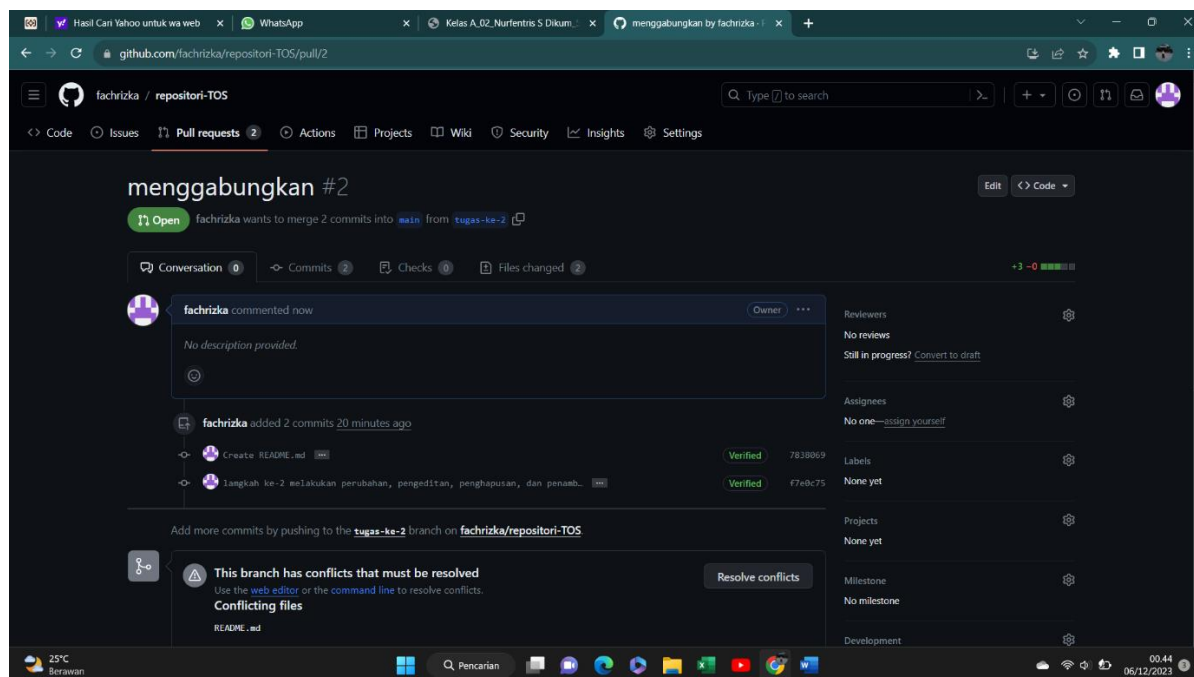 Hasil Cari Yahoo untuk wa web
WhatsApp
Kelas A_02_Nurfentris S Dikum_
menggabungkan by fachrizka ·
github.com/fachrizka/repositori-TOS/pull/2
fachrizka / repositori-TOS
Type / to search
Code Issues Pull requests 2 Actions Projects Wiki Security Insights Settings
menggabungkan #2
Edit <> Code
Open fachrizka wants to merge 2 commits into main from tugas-ke-2
Conversation 0 Commits 2 Checks 0 Files changed 2
+3 −0
fachrizka commented now
Owner ...
No description provided.
fachrizka added 2 commits 20 minutes ago
Create README.md ...
Verified 7838069
langkah ke-2 melakukan perubahan, pengeditan, penghapusan, dan penamb… ...
Verified f7e0c75
Add more commits by pushing to the tugas-ke-2 branch on fachrizka/repositori-TOS.
This branch has conflicts that must be resolved
Use the web editor or the command line to resolve conflicts.
Resolve conflicts
Conflicting files
README.md
Reviewers
No reviews
Still in progress? Convert to draft
Assignees
No one—assign yourself
Labels
None yet
Projects
None yet
Milestone
No milestone
Development
25°C
Berawan
Pencarian
00.44
06/12/2023
3